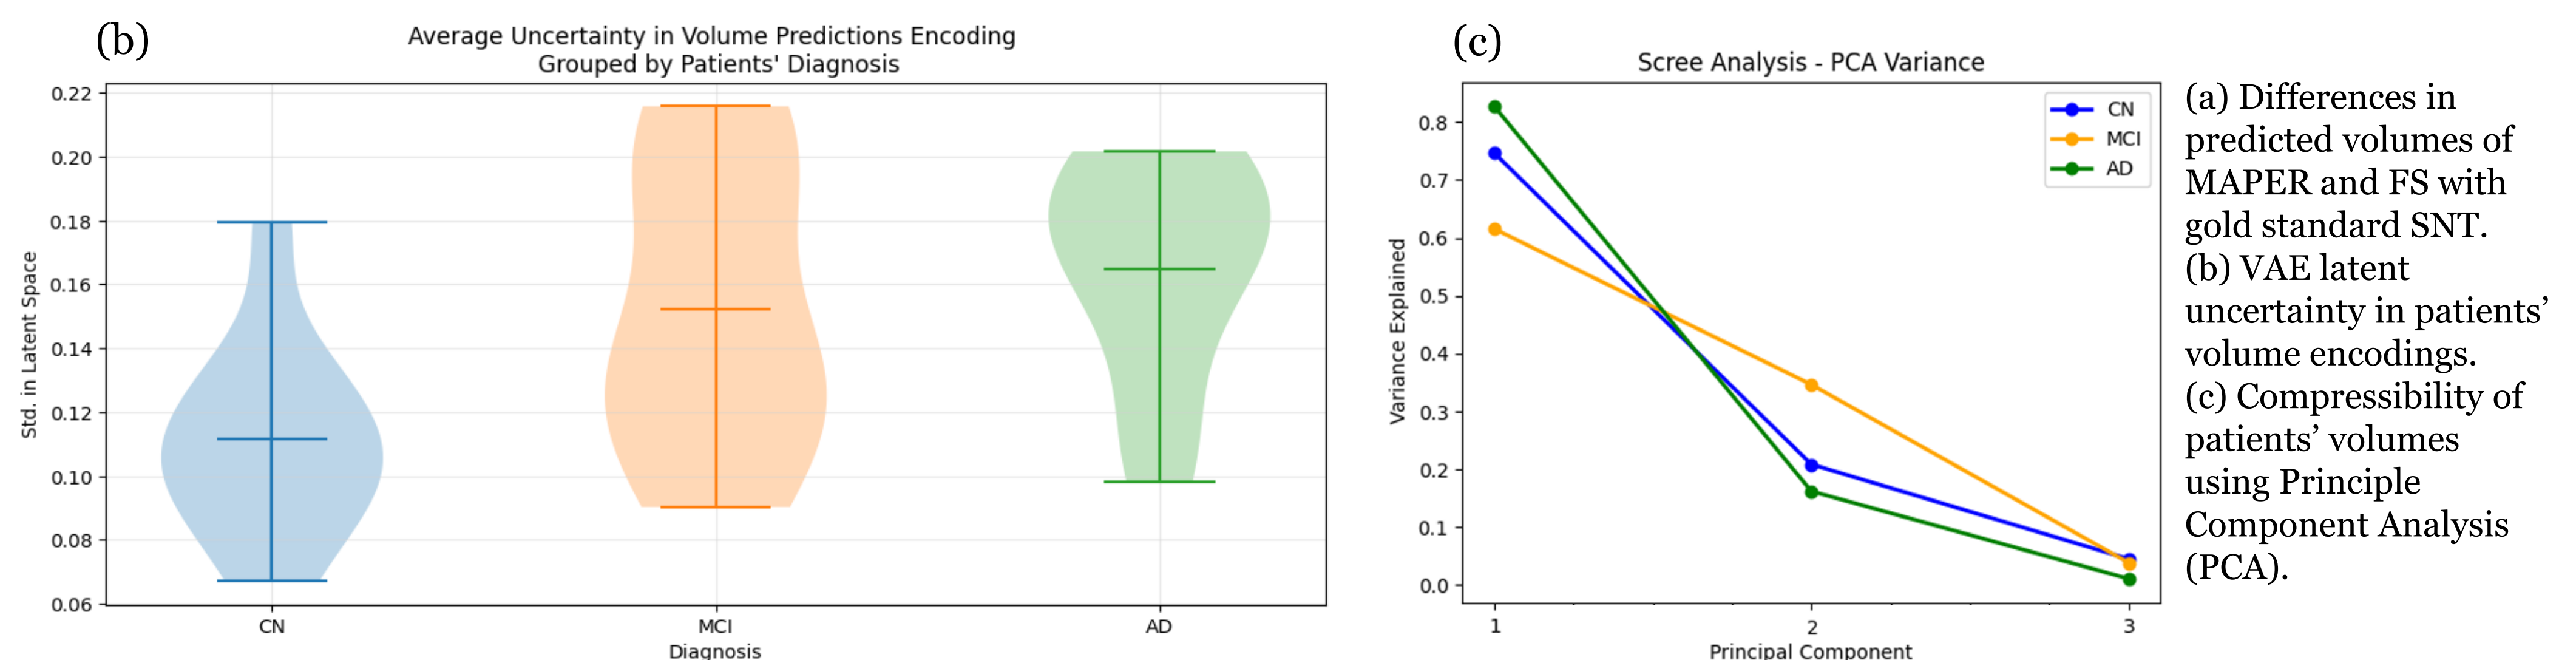 (b)
Average Uncertainty in Volume Predictions Encoding
Grouped by Patients' Diagnosis
Std. in Latent Space
0.22
0.20
0.18
0.16
0.14
0.12
0.10
0.08
0.06
CN
MCI
AD
Diagnosis
(c)
Scree Analysis - PCA Variance
Variance Explained
0.8
0.7
0.6
0.5
0.4
0.3
0.2
0.1
0.0
CN
MCI
AD
1
2
3
Principal Component
(a) Differences in
predicted volumes of
MAPER and FS with
gold standard SNT.
(b) VAE latent
uncertainty in patients’
volume encodings.
(c) Compressibility of
patients’ volumes
using Principle
Component Analysis
(PCA).